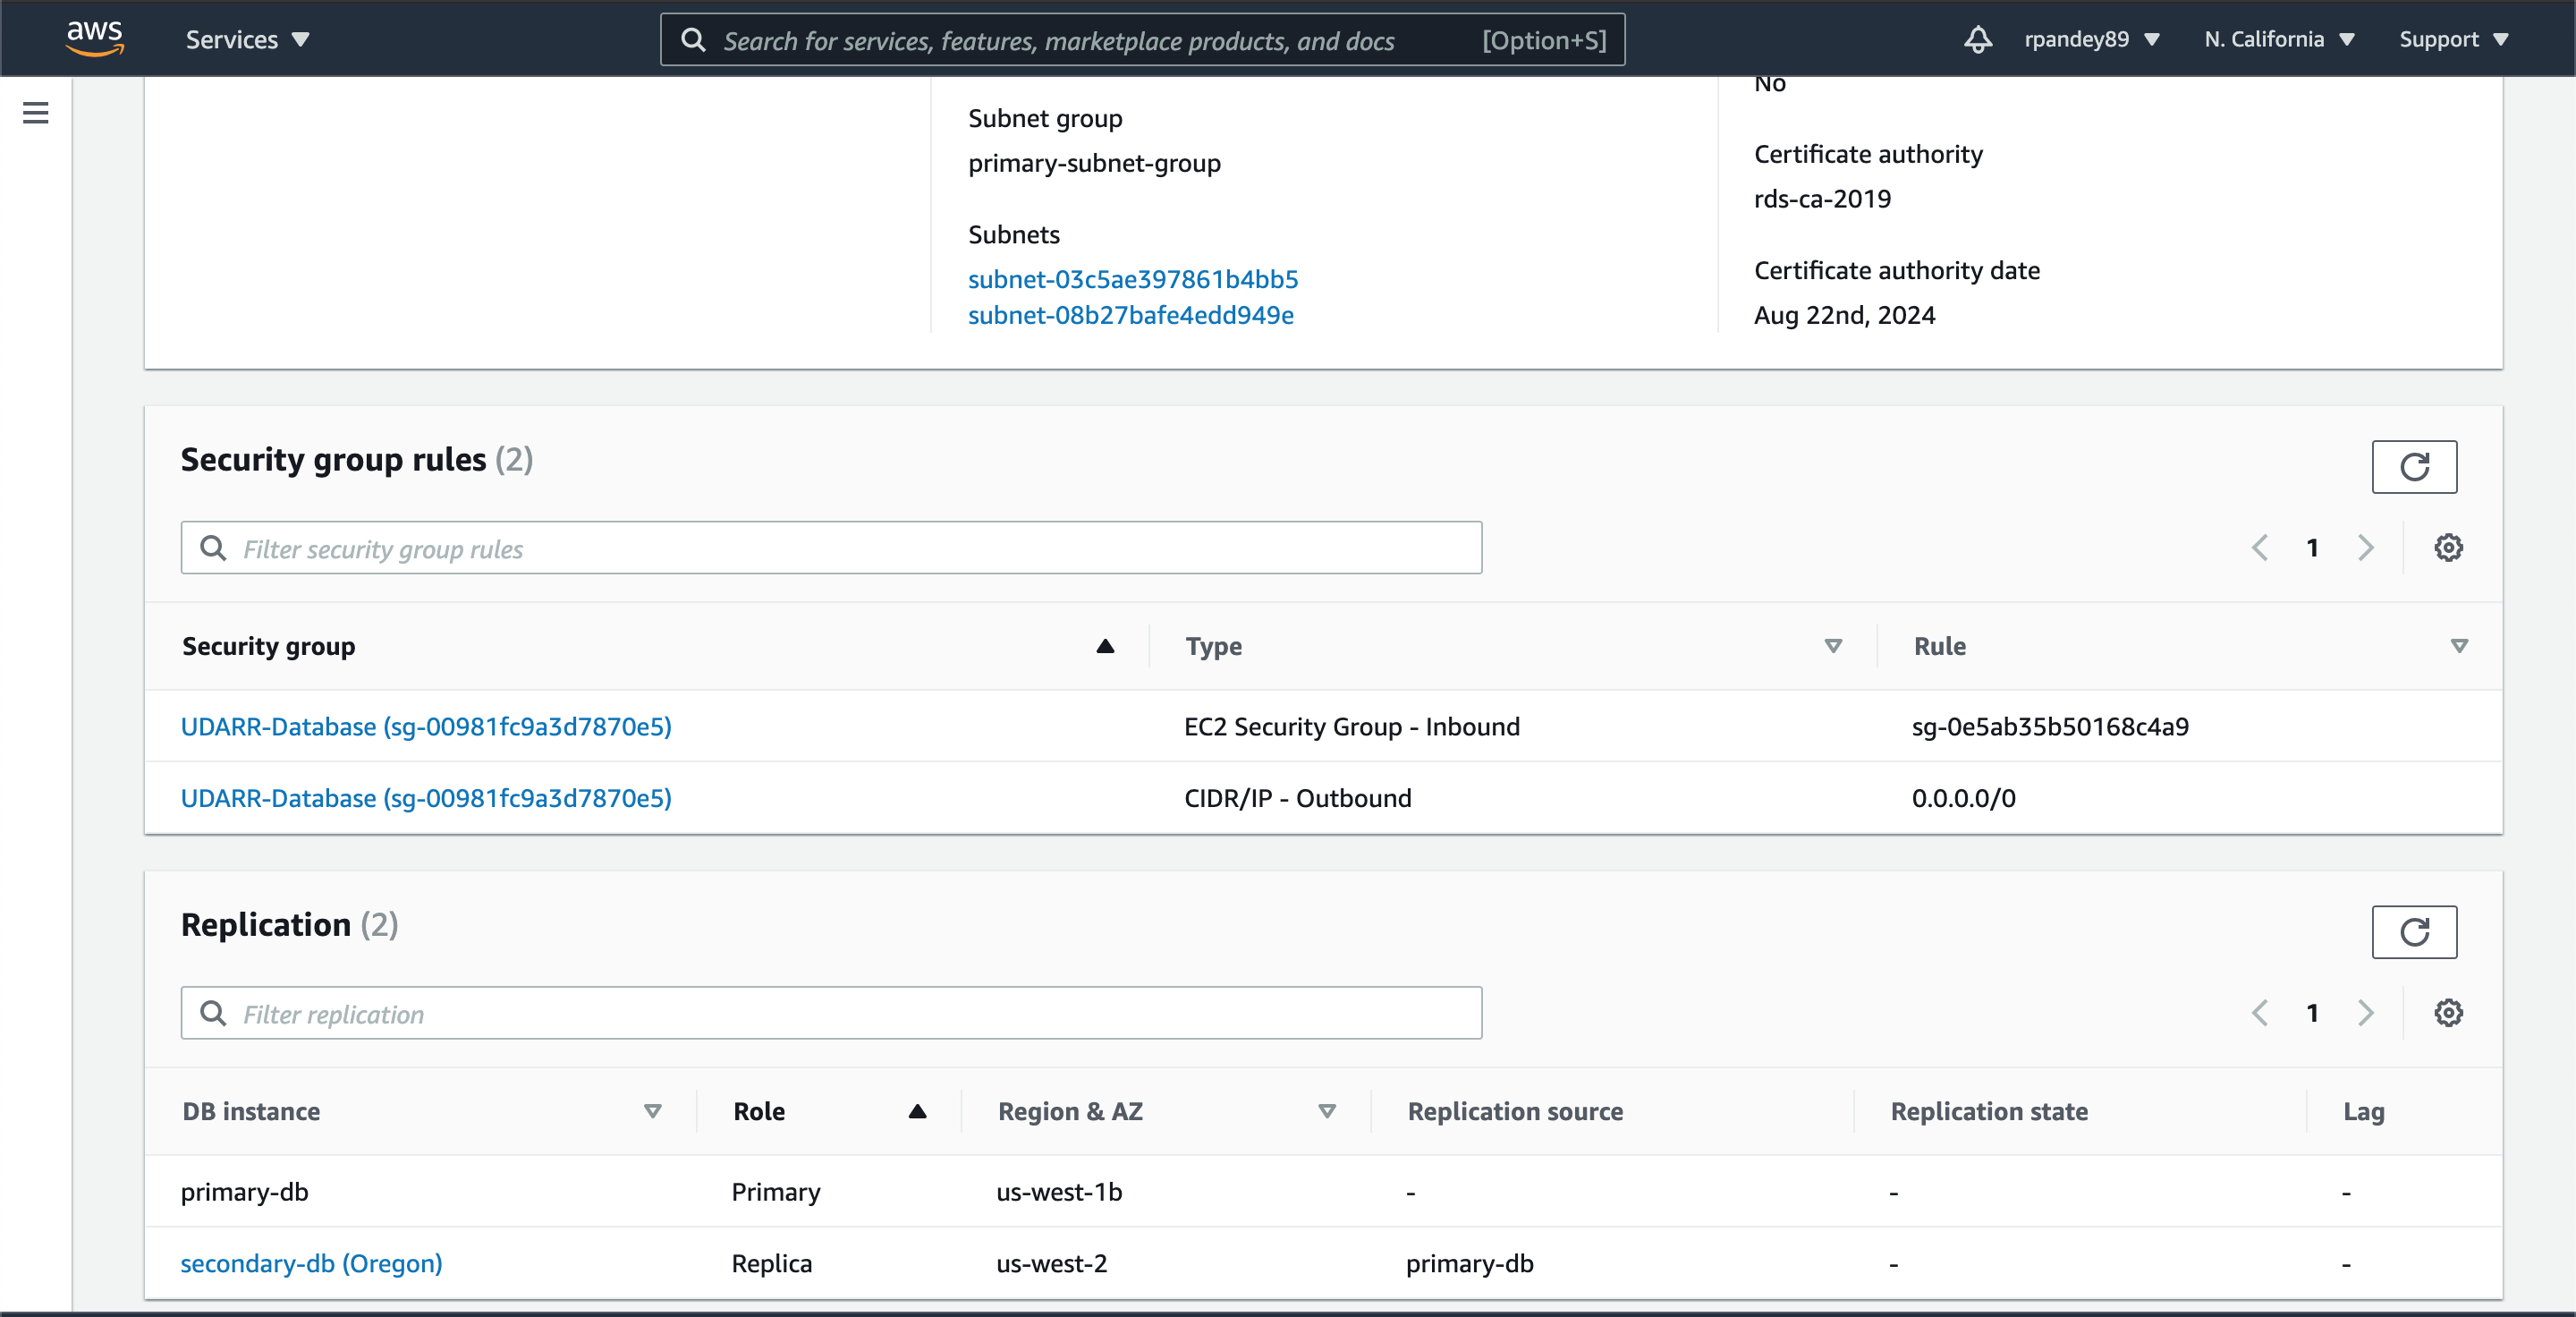 aws Services Search for services, features, marketplace products, and docs [Option+S] rpandey89 N. California Support
No
Subnet group
primary-subnet-group
Certificate authority
rds-ca-2019
Subnets
subnet-03c5ae397861b4bb5
subnet-08b27bafe4edd949e
Certificate authority date
Aug 22nd, 2024
Security group rules (2)
Filter security group rules
1
Security group Type Rule
UDARR-Database (sg-00981fc9a3d7870e5) EC2 Security Group - Inbound sg-0e5ab35b50168c4a9
UDARR-Database (sg-00981fc9a3d7870e5) CIDR/IP - Outbound 0.0.0.0/0
Replication (2)
Filter replication
1
DB instance Role Region & AZ Replication source Replication state Lag
primary-db Primary us-west-1b - - -
secondary-db (Oregon) Replica us-west-2 primary-db - -